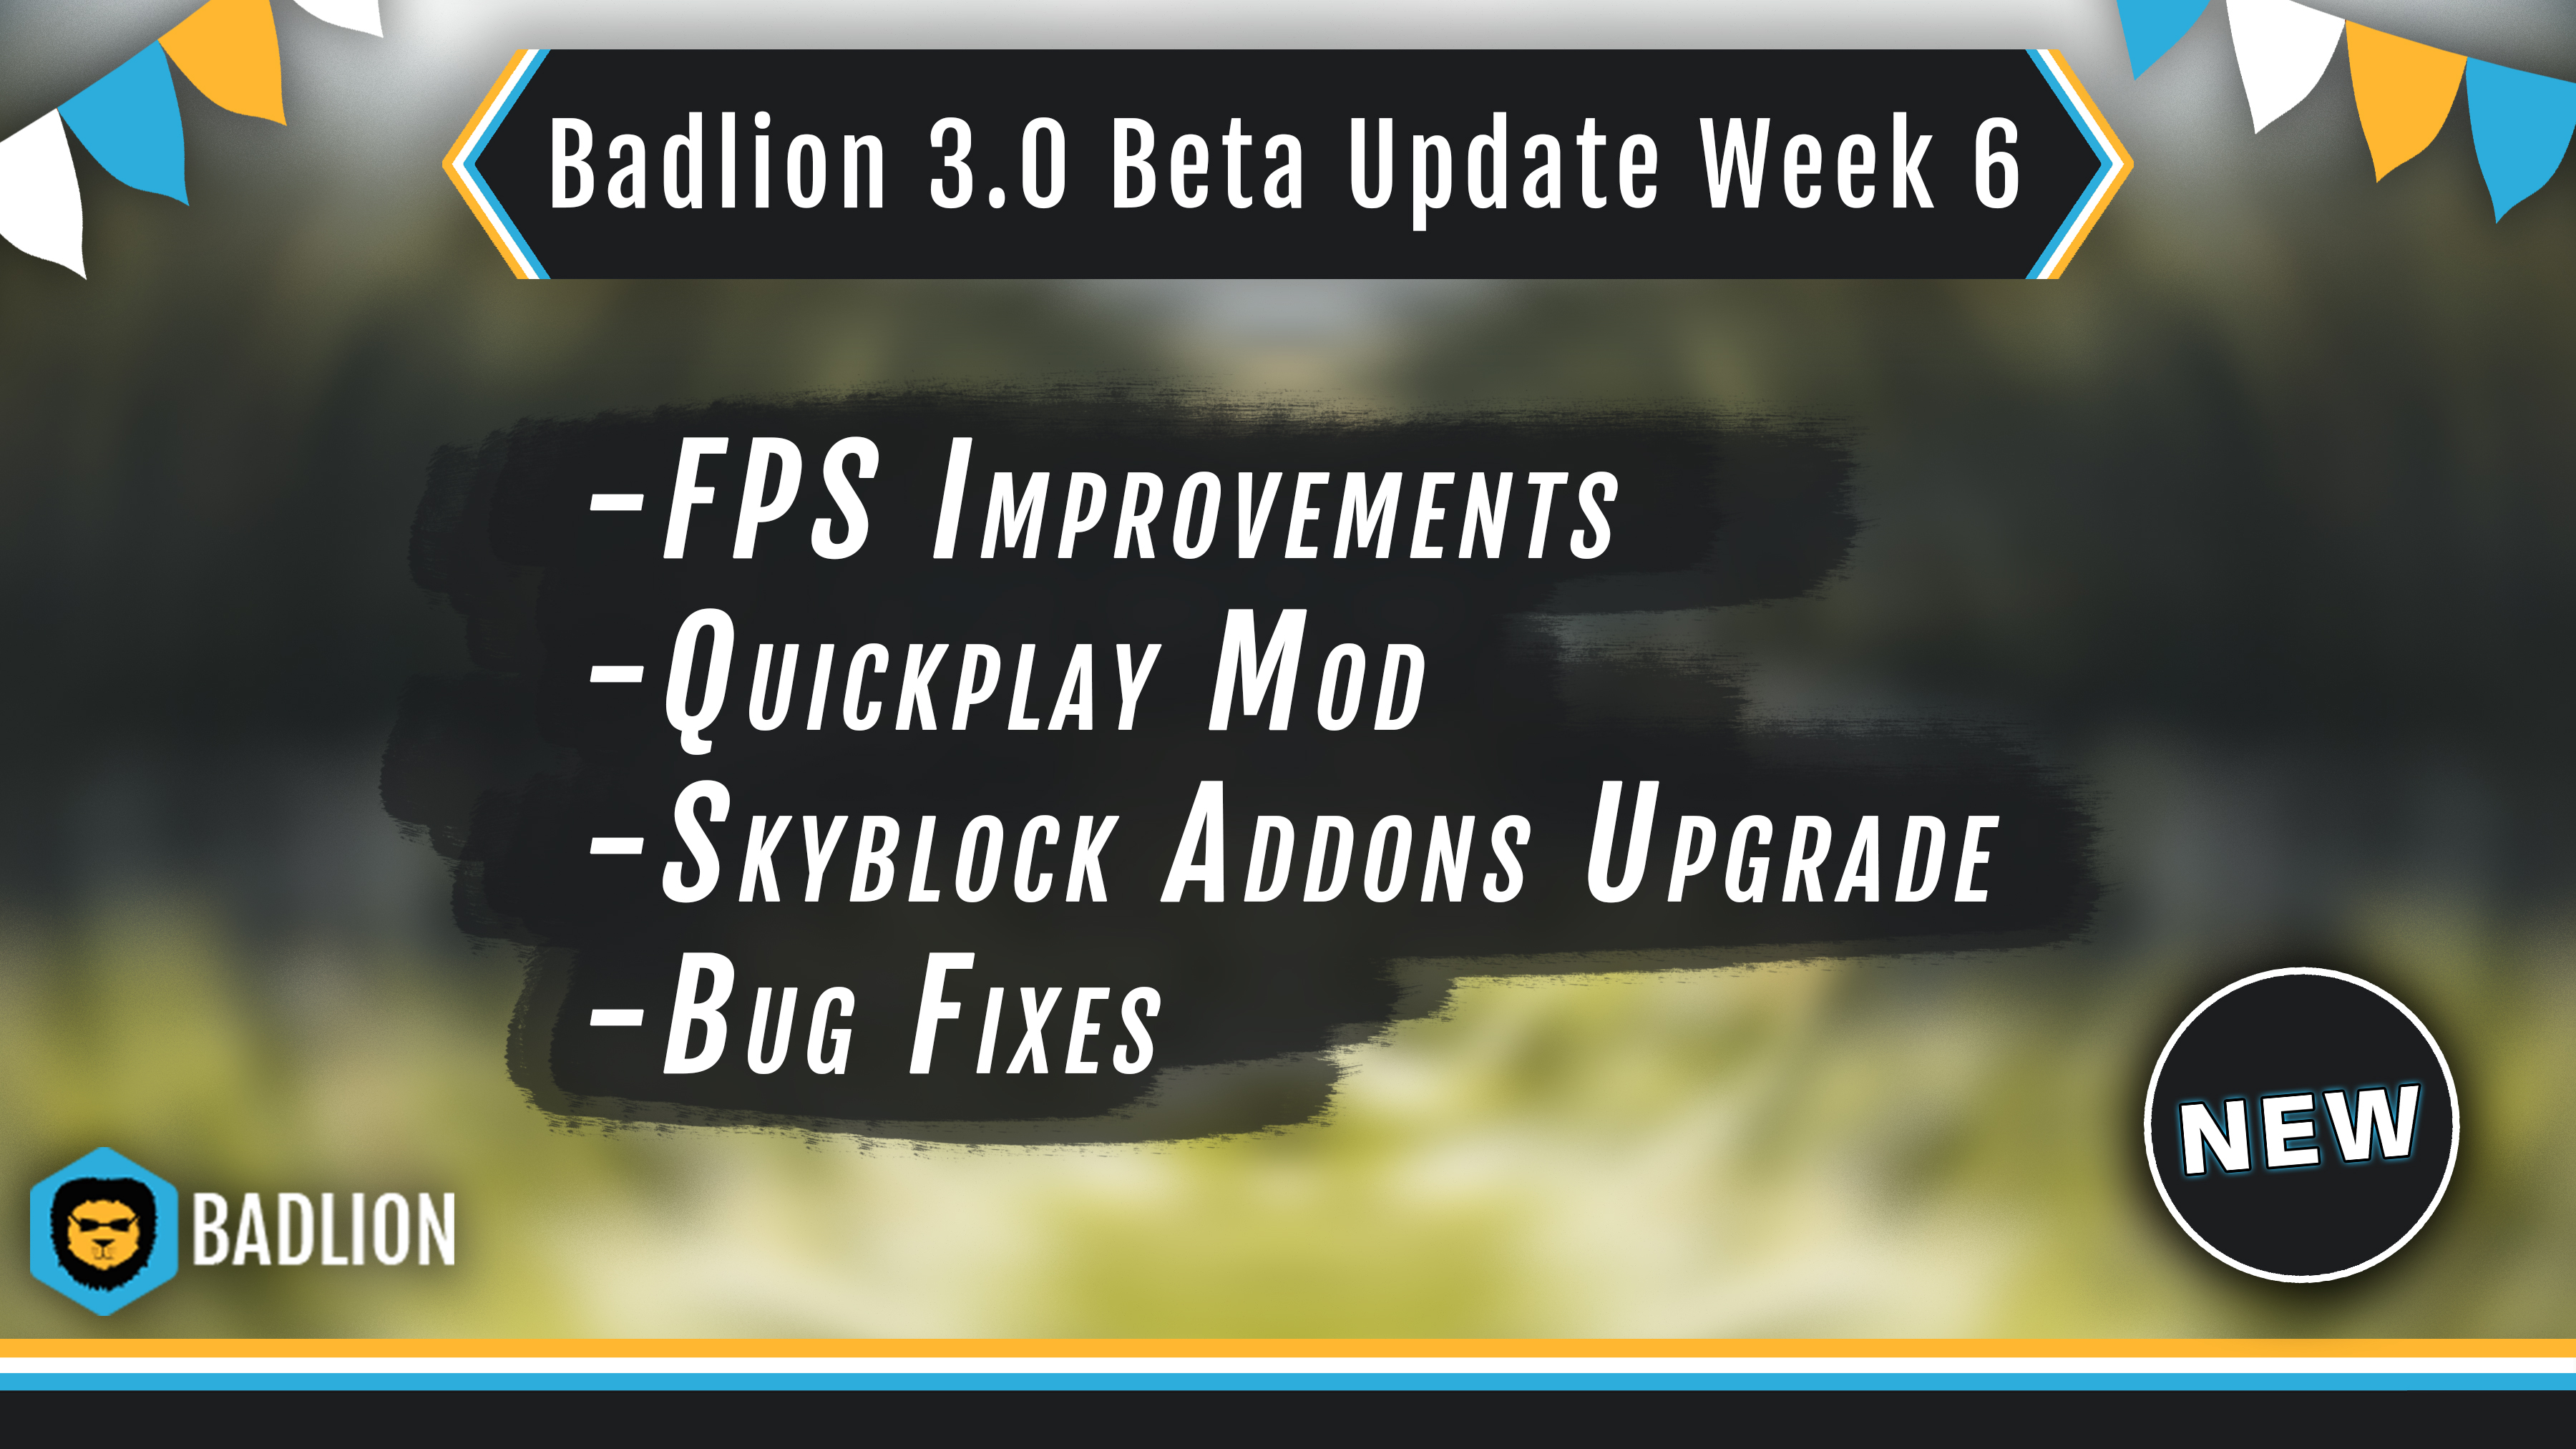 Badlion 3.0 Beta Update Week 6
-FPS Improvements
-Quickplay Mod
-Skyblock Addons Upgrade
-Bug Fixes
NEW
BADLION